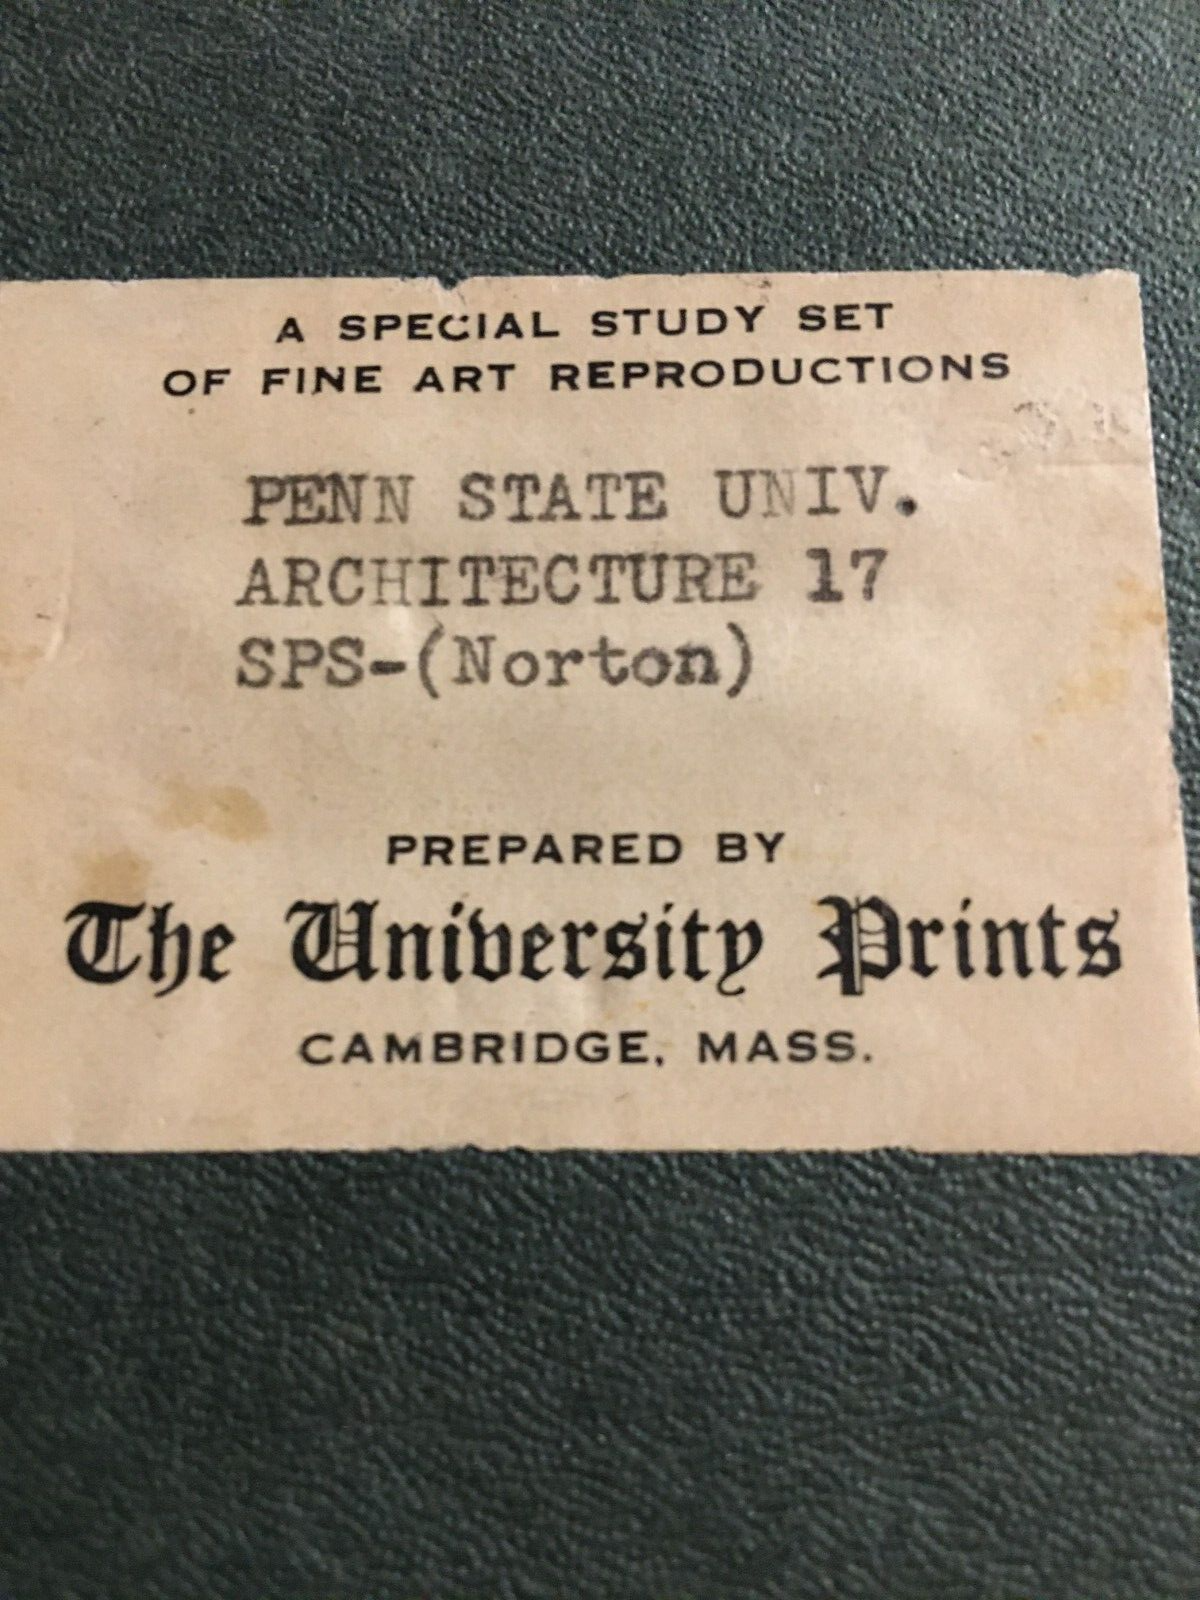 A SPECIAL STUDY SET
OF FINE ART REPRODUCTIONS
PENN STATE UNIV.
ARCHITECTURE 17
SPS-(Norton)
PREPARED BY
The University Prints
CAMBRIDGE, MASS.